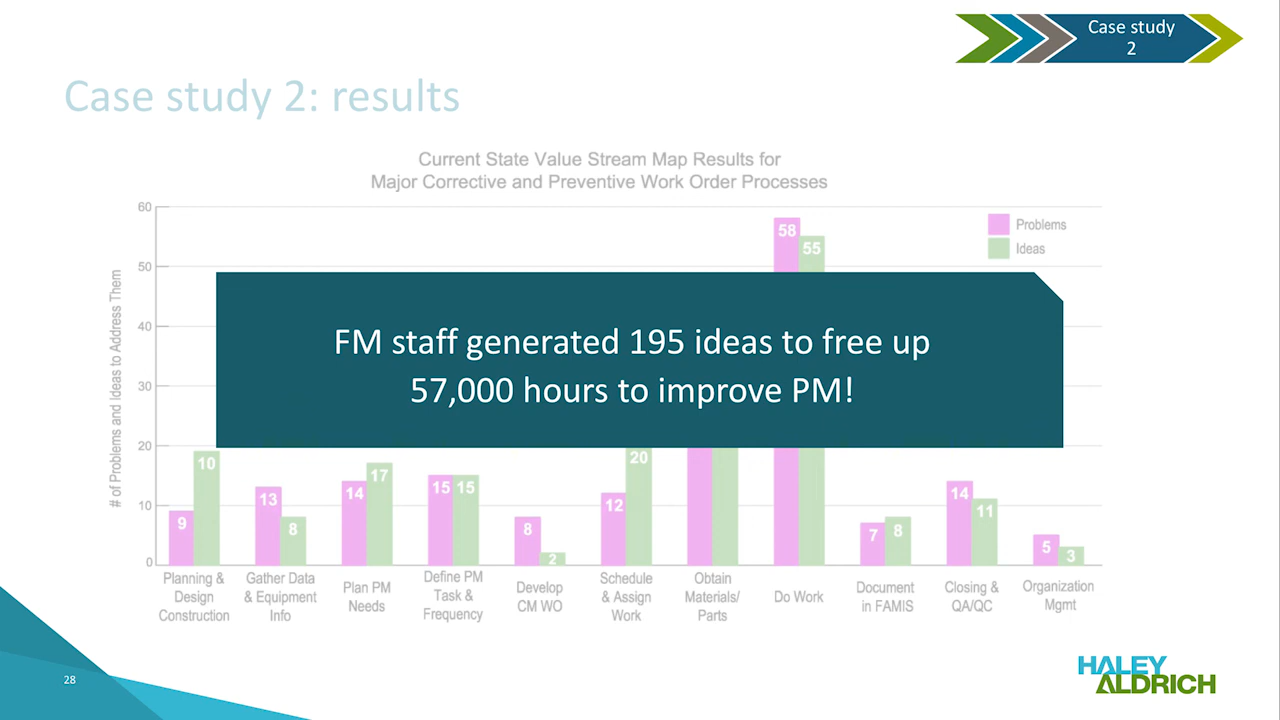 Case study
2
Case study 2: results
Current State Value Stream Map Results for
Major Corrective and Preventive Work Order Processes
# of Problems and Ideas to Address Them
60
50
40
30
20
10
0
Problems
Ideas
58
55
FM staff generated 195 ideas to free up
57,000 hours to improve PM!
9
10
13
8
14
17
15
15
8
2
12
20
7
8
14
11
5
3
Planning &
Design
Construction
Gather Data
& Equipment
Info
Plan PM
Needs
Define PM
Task &
Frequency
Develop
CM WO
Schedule
& Assign
Work
Obtain
Materials/
Parts
Do Work
Document
in FAMIS
Closing &
QA/QC
Organization
Mgmt
28
HALEY
ALDRICH